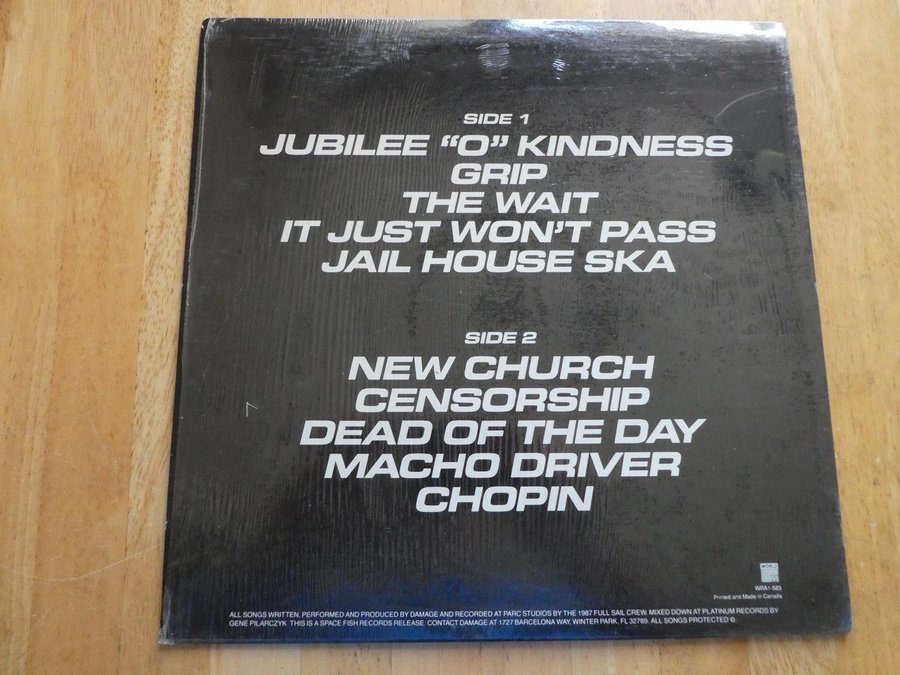 SIDE 1
JUBILEE "O" KINDNESS
GRIP
THE WAIT
IT JUST WON'T PASS
JAIL HOUSE SKA
SIDE 2
NEW CHURCH
CENSORSHIP
DEAD OF THE DAY
MACHO DRIVER
CHOPIN
WORLD
WRA1-583
Printed and Made in Canada
ALL SONGS WRITTEN, PERFORMED AND PRODUCED BY DAMAGE AND RECORDED AT PARC STUDIOS BY THE 1987 FULL SAIL CREW. MIXED DOWN AT PLATINUM RECORDS BY
GENE PILARCZYK. THIS IS A SPACE FISH RECORDS RELEASE. CONTACT DAMAGE AT 1727 BARCELONA WAY, WINTER PARK, FL 32789. ALL SONGS PROTECTED ©.